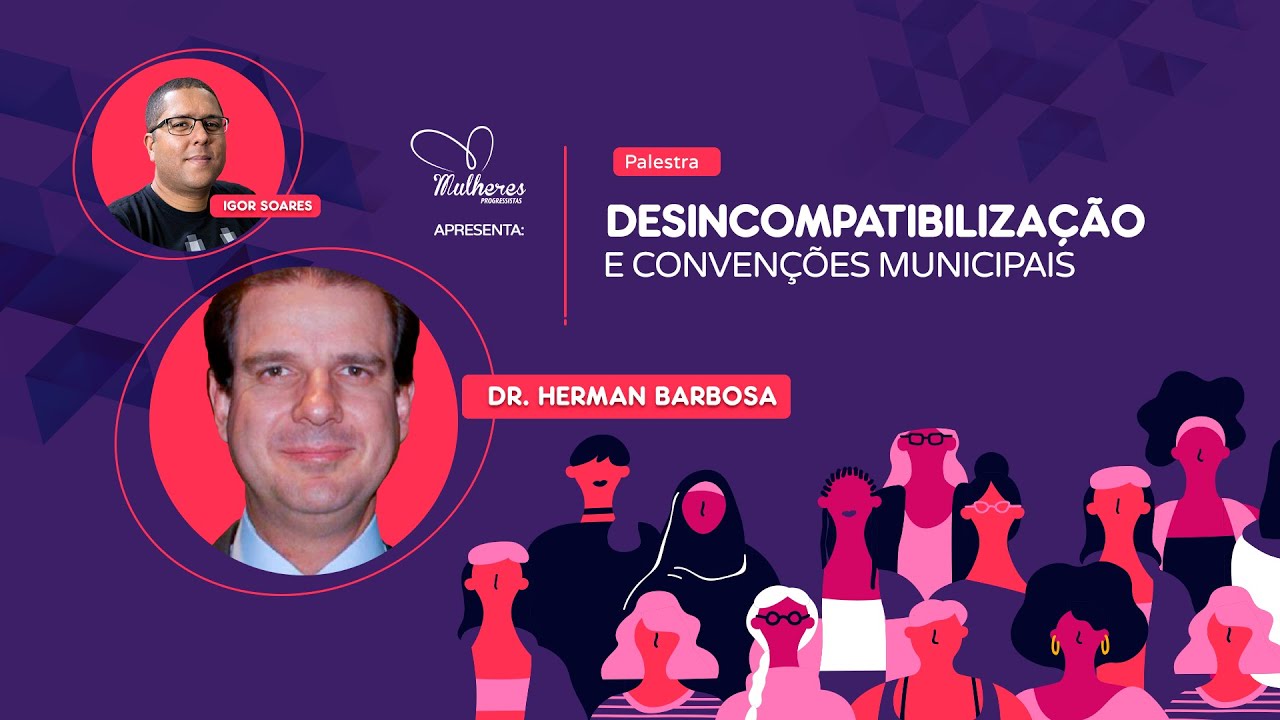 IGOR SOARES
Mulheres
PROGRESSISTAS
APRESENTA:
Palestra
DESINCOMPATIBILIZAÇÃO
E CONVENÇÕES MUNICIPAIS
DR. HERMAN BARBOSA